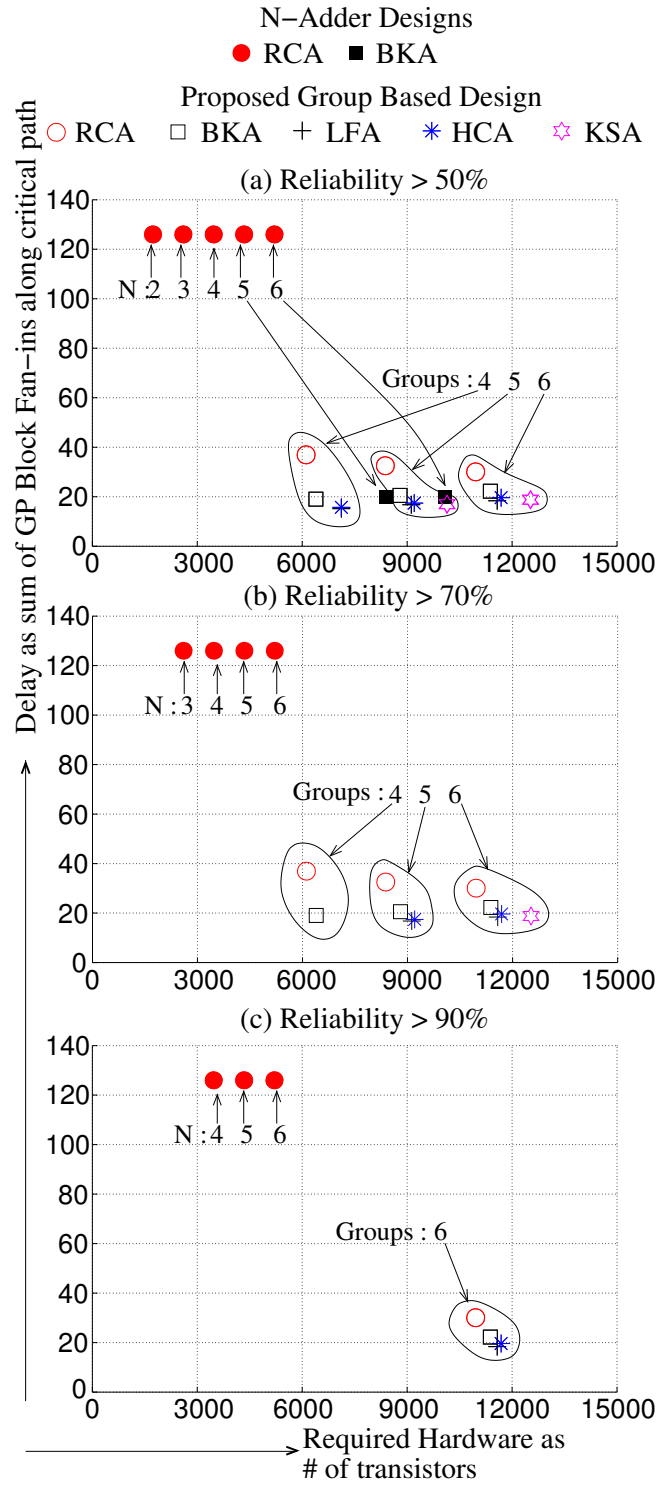 N−Adder Designs
RCA BKA
Proposed Group Based Design
RCA BKA LFA HCA KSA
Delay as sum of GP Block Fan−ins along critical path
(a) Reliability > 50%
140
120
100
80
60
40
20
0
N :2 3 4 5 6
Groups : 4 5 6
0 3000 6000 9000 12000 15000
(b) Reliability > 70%
140
120
100
80
60
40
20
0
N : 3 4 5 6
Groups : 4 5 6
0 3000 6000 9000 12000 15000
(c) Reliability > 90%
140
120
100
80
60
40
20
0
N : 4 5 6
Groups : 6
0 3000 6000 9000 12000 15000
Required Hardware as
# of transistors